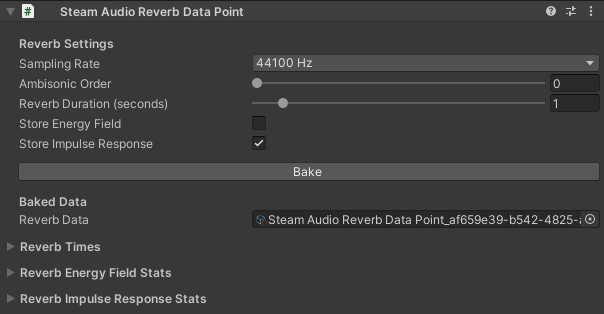 Steam Audio Reverb Data Point
Reverb Settings
Sampling Rate 44100 Hz
Ambisonic Order 0
Reverb Duration (seconds) 1
Store Energy Field
Store Impulse Response
Bake
Baked Data
Reverb Data Steam Audio Reverb Data Point_af659e39-b542-4825-a
Reverb Times
Reverb Energy Field Stats
Reverb Impulse Response Stats